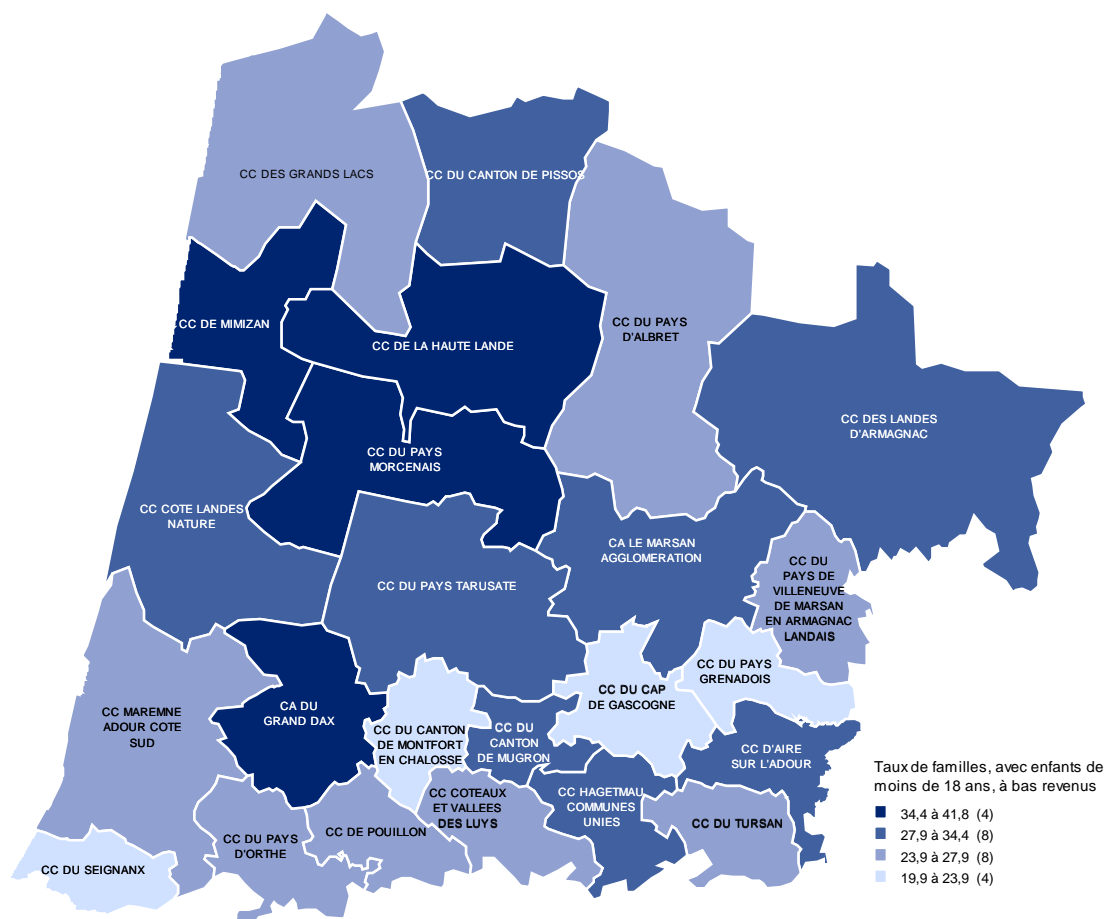 CC DES GRANDS LACS
CC DU CANTON DE PISSOS
CC DE MIMIZAN
CC DE LA HAUTE LANDE
CC DU PAYS
D'ALBRET
CC DES LANDES
D'ARMAGNAC
CC DU PAYS
MORCENAIS
CC COTE LANDES
NATURE
CA LE MARSAN
AGGLOMERATION
CC DU PAYS TARUSATE
CC DU
PAYS DE
VILLENEUVE
DE MARSAN
EN ARMAGNAC
LANDAIS
CC DU PAYS
GRENADOIS
CC DU CAP
DE GASCOGNE
CC MAREMNE
ADOUR COTE
SUD
CA DU
GRAND DAX
CC DU CANTON
DE MONTFORT
EN CHALOSSE
CC DU
CANTON
DE MUGRON
CC D'AIRE
SUR L'ADOUR
CC COTEAUX
ET VALLEES
DES LUYS
CC HAGETMAU
COMMUNES
UNIES
CC DU TURSAN
CC DE POUILLON
CC DU PAYS
D'ORTHE
CC DU SEIGNANX
Taux de familles, avec enfants de
moins de 18 ans, à bas revenus
34,4 à 41,8 (4)
27,9 à 34,4 (8)
23,9 à 27,9 (8)
19,9 à 23,9 (4)